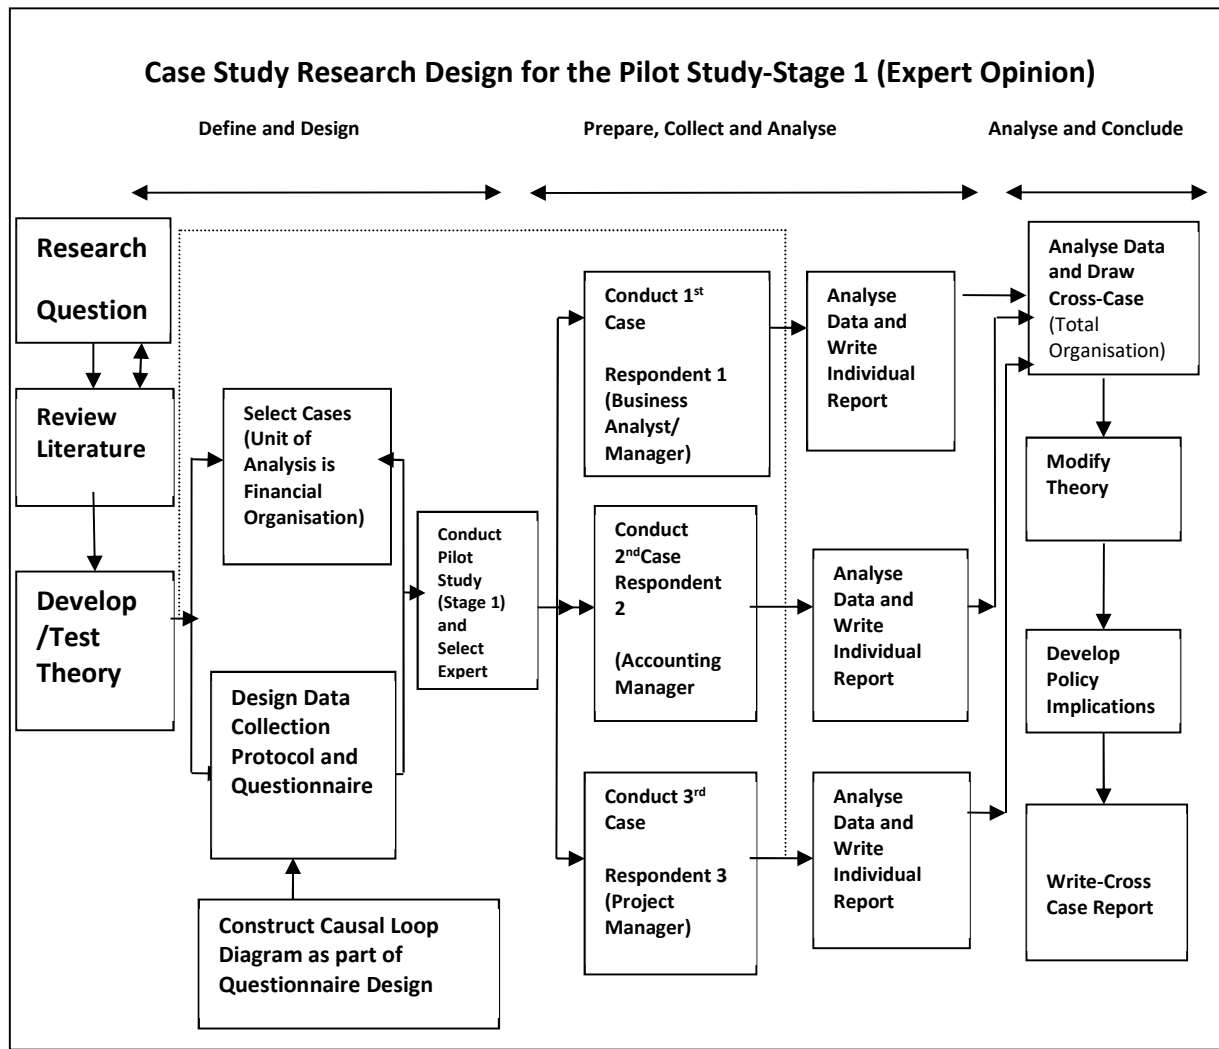 Case Study Research Design for the Pilot Study-Stage 1 (Expert Opinion)
Define and Design
Prepare, Collect and Analyse
Analyse and Conclude
Research
Question
Review
Literature
Develop
/Test
Theory
Select Cases
(Unit of
Analysis is
Financial
Organisation)
Design Data
Collection
Protocol and
Questionnaire
Construct Causal Loop
Diagram as part of
Questionnaire Design
Conduct
Pilot
Study
(Stage 1)
and
Select
Expert
Conduct 1st
Case
Respondent 1
(Business
Analyst/
Manager)
Conduct
2ndCase
Respondent
2
(Accounting
Manager
Conduct 3rd
Case
Respondent 3
(Project
Manager)
Analyse
Data and
Write
Individual
Report
Analyse
Data and
Write
Individual
Report
Analyse
Data and
Write
Individual
Report
Analyse Data
and Draw
Cross-Case
(Total
Organisation)
Modify
Theory
Develop
Policy
Implications
Write-Cross
Case Report